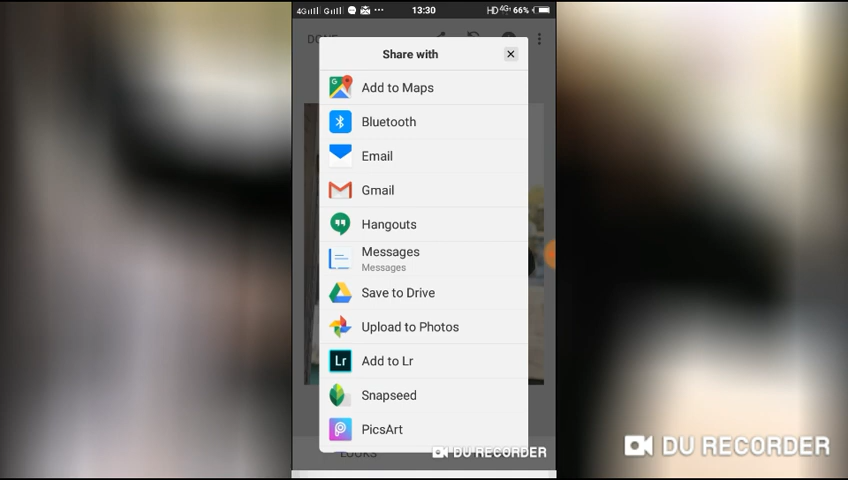 4G G 13:30 HD 4G 66%
DONE
Share with
Add to Maps
Bluetooth
Email
Gmail
Hangouts
Messages
Messages
Save to Drive
Upload to Photos
Lr Add to Lr
Snapseed
PicsArt
LOOKS
DU RECORDER
DU RECORDER